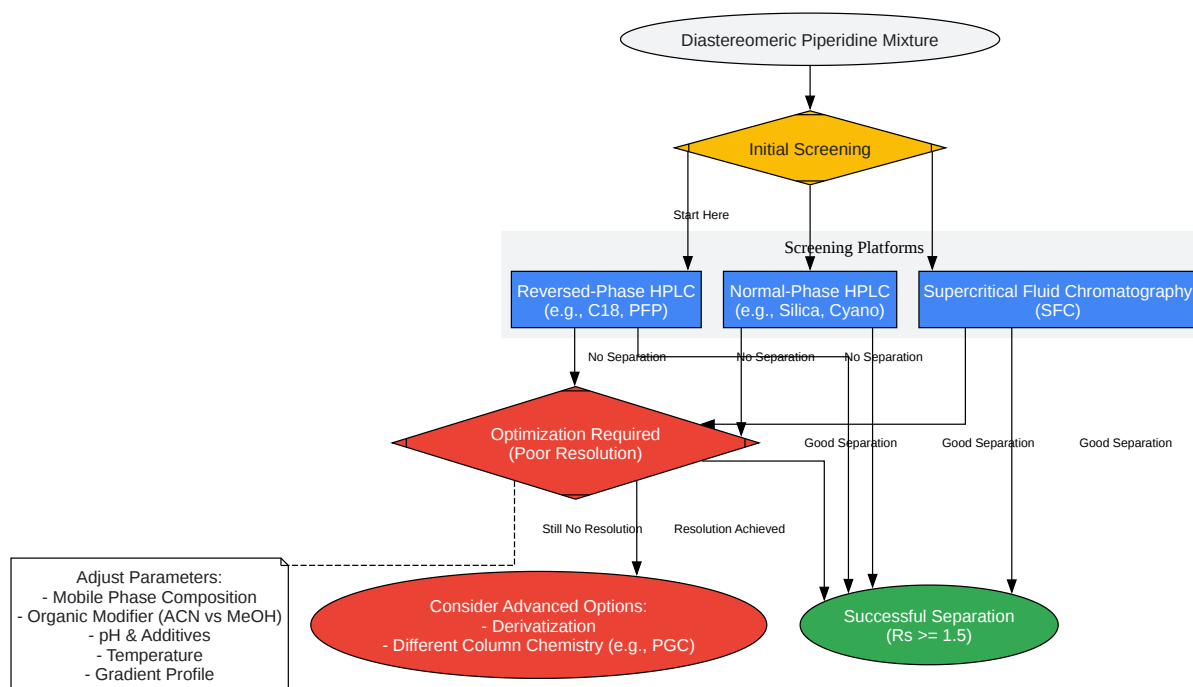 Diastereomeric Piperidine Mixture
Initial Screening
Start Here
Screening Platforms
Reversed-Phase HPLC
(e.g., C18, PFP)
Normal-Phase HPLC
(e.g., Silica, Cyano)
Supercritical Fluid Chromatography
(SFC)
No Separation
No Separation
No Separation
Optimization Required
(Poor Resolution)
Good Separation
Good Separation
Good Separation
Still No Resolution
Resolution Achieved
Adjust Parameters:
- Mobile Phase Composition
- Organic Modifier (ACN vs MeOH)
- pH & Additives
- Temperature
- Gradient Profile
Consider Advanced Options:
- Derivatization
- Different Column Chemistry (e.g., PGC)
Successful Separation
(Rs >= 1.5)